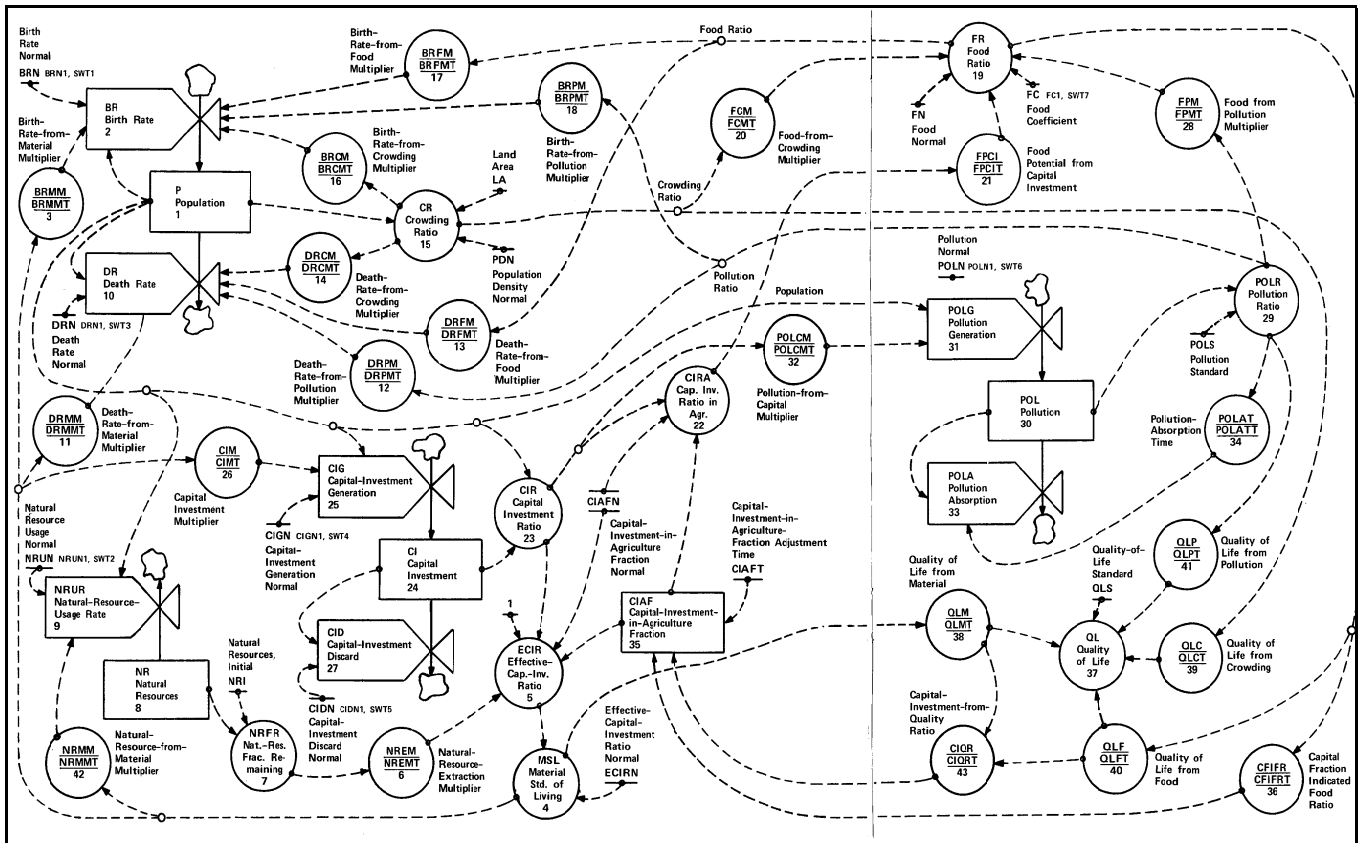 Birth
Rate
Normal
BRN BRN1, SWT1
BR
Birth Rate
2
Birth–
Rate–from–
Material
Multiplier
BRMM
BRMMT
3
P
Population
1
DR
Death Rate
10
DRN DRN1, SWT3
Death
Rate
Normal
Birth–
Rate–from–
Food
Multiplier
BRFM
BRFMT
17
BRPM
BRPMT
18
Birth–
Rate–from–
Pollution
Multiplier
Birth–
Rate–from–
Crowding
Multiplier
BRCM
BRCMT
16
Land
Area
LA
CR
Crowding
Ratio
15
PDN
Population
Density
Normal
DRCM
DRCMT
14
Death–
Rate–from–
Crowding
Multiplier
DRFM
DRFMT
13
Death–
Rate–from–
Food
Multiplier
DRPM
DRPMT
12
Death–
Rate–from–
Pollution
Multiplier
Food Ratio
FCM
FCMT
20
Food–from–
Crowding
Multiplier
Crowding
Ratio
Pollution
Ratio
Population
FR
Food
Ratio
19
FN
Food
Normal
FC FC1, SWT7
Food
Coefficient
FPCI
FPCIT
21
Food
Potential from
Capital
Investment
FPM
FPMT
28
Food from
Pollution
Multiplier
Pollution
Normal
POLN POLN1, SWT6
POLG
Pollution
Generation
31
POLR
Pollution
Ratio
29
POLS
Pollution
Standard
POLCM
POLCMT
32
Pollution–from–
Capital
Multiplier
POL
Pollution
30
POLA
Pollution
Absorption
33
Pollution–
Absorption
Time
POLAT
POLATT
34
DRMM
DRMMT
11
Death–
Rate–from–
Material
Multiplier
CIM
CIMT
26
Capital
Investment
Multiplier
CIG
Capital–Investment
Generation
25
CIGN CIGN1, SWT4
Capital–
Investment
Generation
Normal
CIR
Capital
Investment
Ratio
23
CIRA
Cap. Inv.
Ratio in
Agr.
22
CIAFN
Capital–
Investment–in–
Agriculture
Fraction
Normal
Capital–
Investment–in–
Agriculture–
Fraction Adjustment
Time
CIAFT
CI
Capital
Investment
24
CID
Capital–Investment
Discard
27
CIDN CIDN1, SWT5
Capital–
Investment
Discard
Normal
Natural
Resource
Usage
Normal
NRUN NRUN1, SWT2
NRUR
Natural–Resource–
Usage Rate
9
NR
Natural
Resources
8
Natural
Resources,
Initial
NRI
NRFR
Nat.–Res.
Frac. Re–
maining
7
NREM
NREMT
6
Natural–
Resource–
Extraction
Multiplier
NRMM
NRMMT
42
Natural–
Resource–from–
Material
Multiplier
1
ECIR
Effective–
Cap.–Inv.
Ratio
5
MSL
Material
Std. of
Living
4
Effective–
Capital–
Investment
Ratio
Normal
ECIRN
CIAF
Capital–Investment–
in–Agriculture
Fraction
35
Quality of
Life from
Material
QLM
QLMT
38
Quality–of–
Life
Standard
QLS
QL
Quality
of Life
37
QLP
QLPT
41
Quality of
Life from
Pollution
QLC
QLCT
39
Quality of
Life from
Crowding
Capital–
Investment–from–
Quality
Ratio
CIQR
CIQRT
43
QLF
QLFT
40
Quality of
Life from
Food
CFIFR
CFIFRT
36
Capital
Fraction
Indicated
Food
Ratio